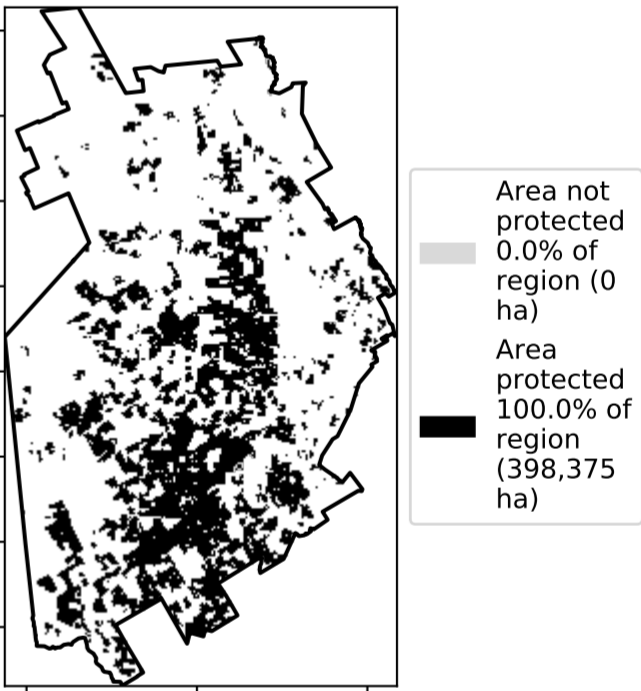 Area not
protected
0.0% of
region (0
ha)
Area
protected
100.0% of
region
(398,375
ha)